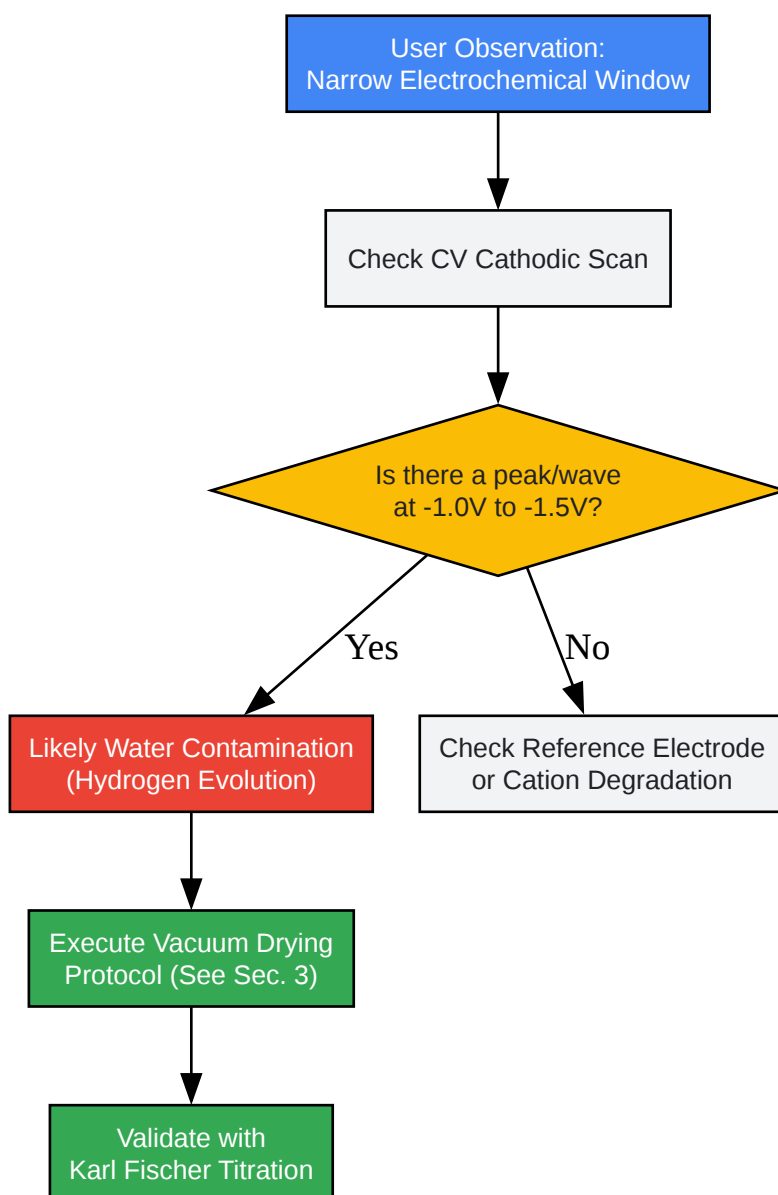 User Observation:
Narrow Electrochemical Window
Check CV Cathodic Scan
Is there a peak/wave
at -1.0V to -1.5V?
Yes
No
Likely Water Contamination
(Hydrogen Evolution)
Check Reference Electrode
or Cation Degradation
Execute Vacuum Drying
Protocol (See Sec. 3)
Validate with
Karl Fischer Titration